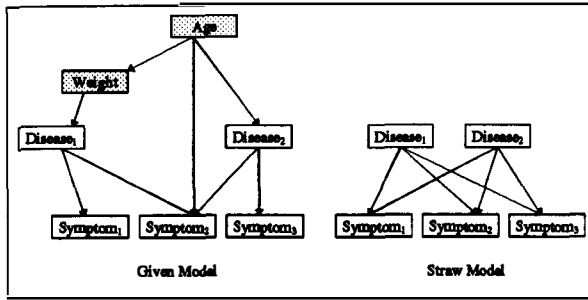 Age
Weight
Disease₁ Disease₂ Disease₁ Disease₂
Symptom₁ Symptom₂ Symptom₃ Symptom₁ Symptom₂ Symptom₃
Given Model Straw Model